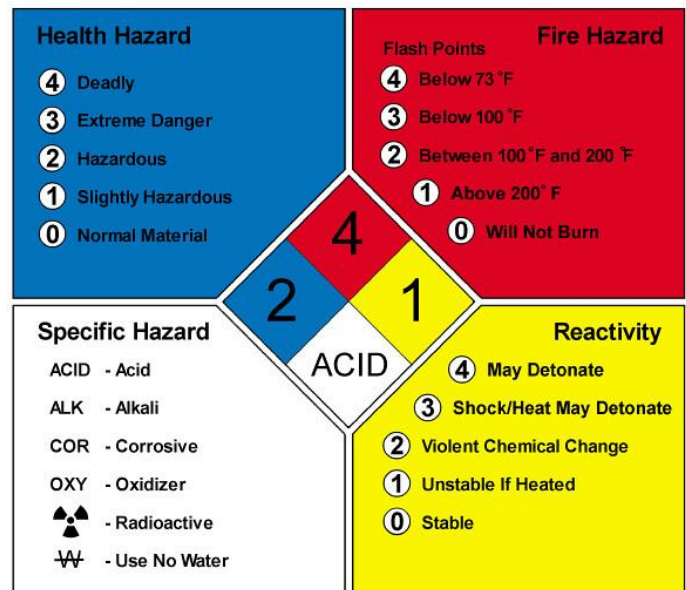 Health Hazard
4 Deadly
3 Extreme Danger
2 Hazardous
1 Slightly Hazardous
0 Normal Material
Fire Hazard
Flash Points
4 Below 73 °F
3 Below 100 °F
2 Between 100°F and 200 °F
1 Above 200° F
0 Will Not Burn
4
2
1
ACID
Specific Hazard
ACID - Acid
ALK - Alkali
COR - Corrosive
OXY - Oxidizer
- Radioactive
W - Use No Water
Reactivity
4 May Detonate
3 Shock/Heat May Detonate
2 Violent Chemical Change
1 Unstable If Heated
0 Stable